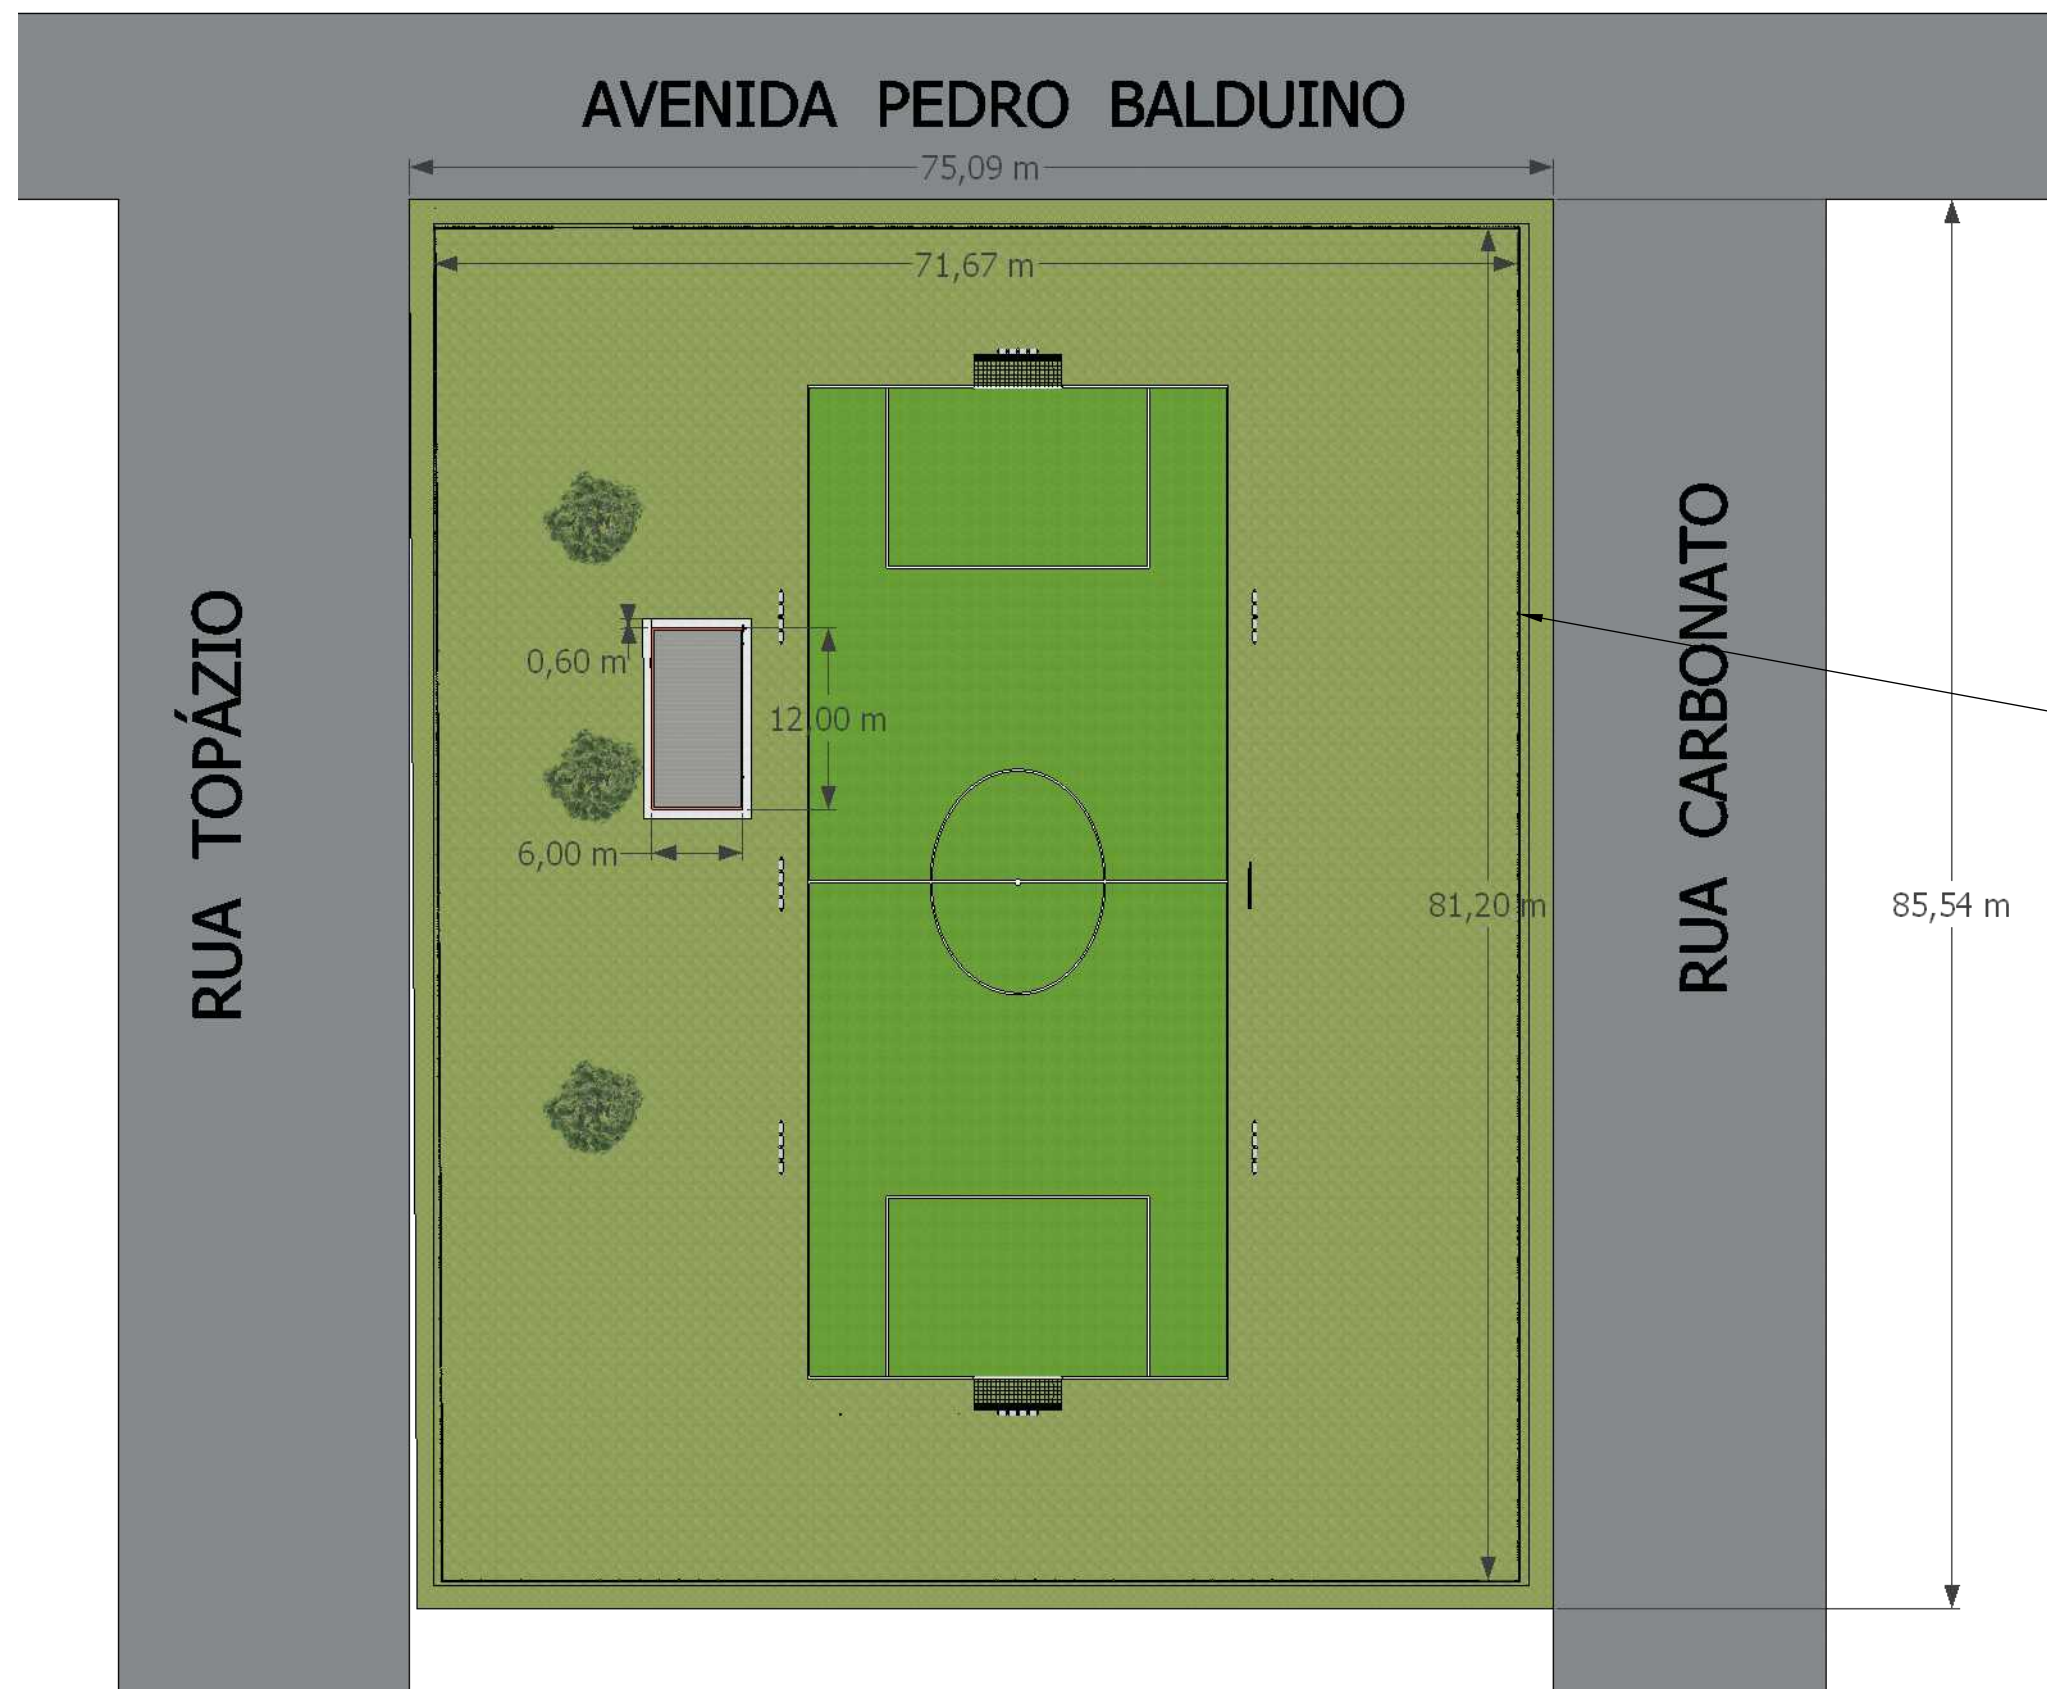 AVENIDA PEDRO BALDUINO
75,09 m
71,67 m
RUA TOPÁZIO
0,60 m
12,00 m
6,00 m
81,20 m
RUA CARBONATO
85,54 m